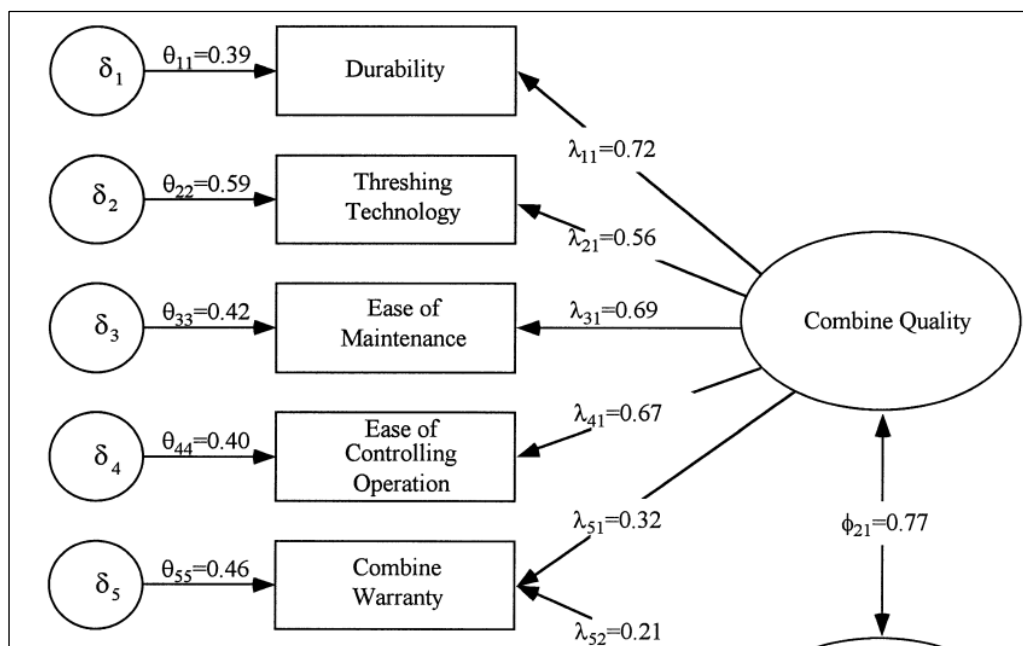 δ₁
θ₁₁=0.39
Durability
λ₁₁=0.72
δ₂
θ₂₂=0.59
Threshing
Technology
λ₂₁=0.56
δ₃
θ₃₃=0.42
Ease of
Maintenance
λ₃₁=0.69
Combine Quality
δ₄
θ₄₄=0.40
Ease of
Controlling
Operation
λ₄₁=0.67
δ₅
θ₅₅=0.46
Combine
Warranty
λ₅₁=0.32
ϕ₂₁=0.77
λ₅₂=0.21